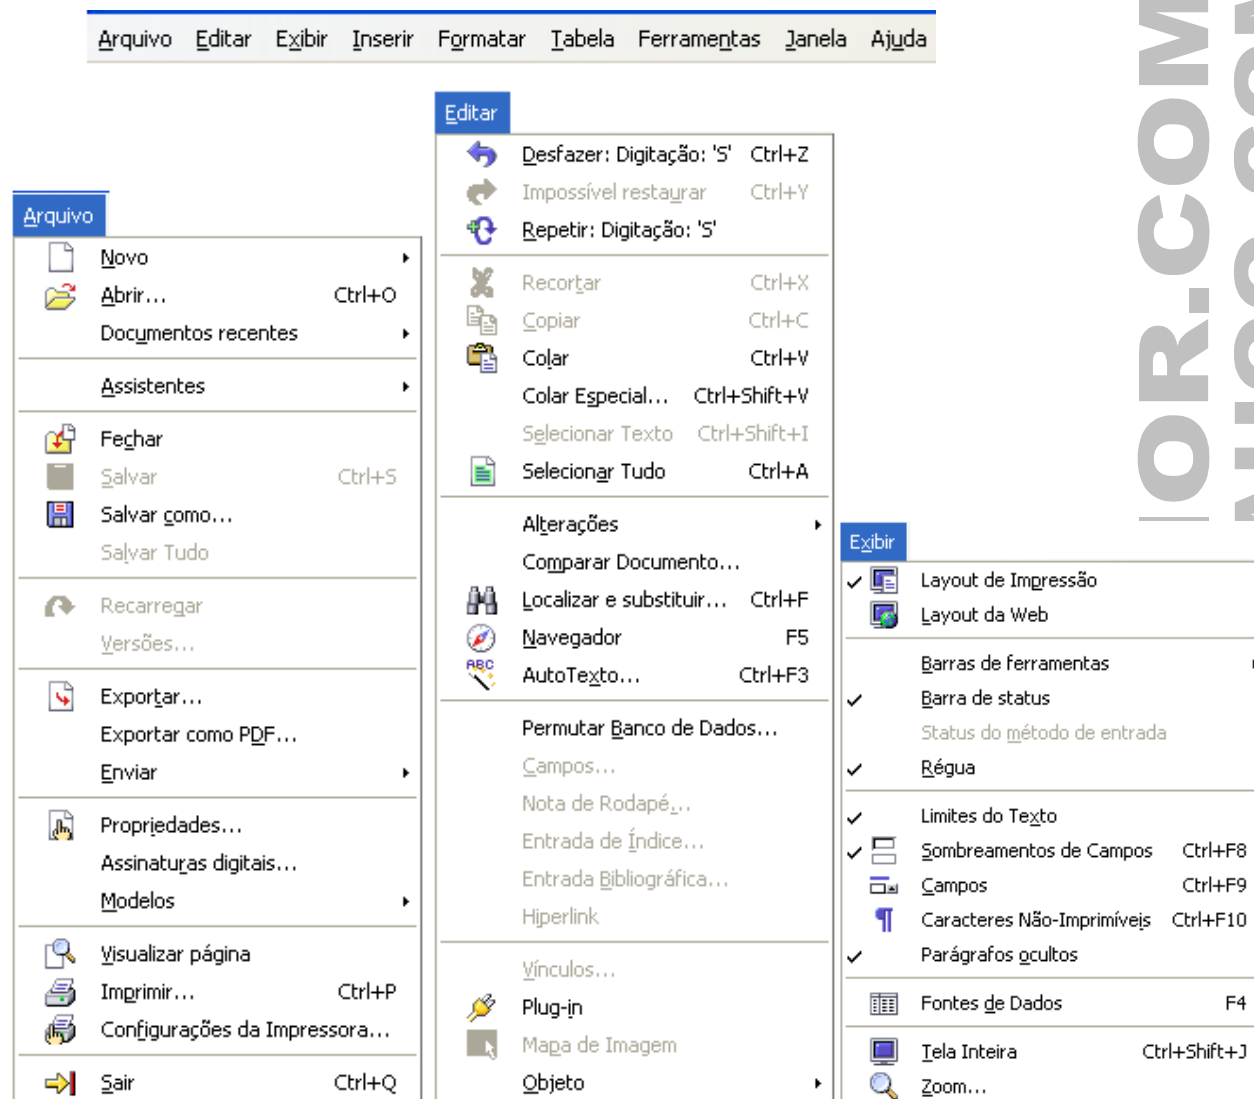 Arquivo Editar Exibir Inserir Formatar Tabela Ferramentas Janela Ajuda
Arquivo
Novo
Abrir... Ctrl+O
Documentos recentes
Assistentes
Fechar
Salvar Ctrl+S
Salvar como...
Salvar Tudo
Recarregar
Versões...
Exportar...
Exportar como PDF...
Enviar
Propriedades...
Assinaturas digitais...
Modelos
Visualizar página
Imprimir... Ctrl+P
Configurações da Impressora...
Sair Ctrl+Q
Editar
Desfazer: Digitação: 'S' Ctrl+Z
Impossível restaurar Ctrl+Y
Repetir: Digitação: 'S'
Recortar Ctrl+X
Copiar Ctrl+C
Colar Ctrl+V
Colar Especial... Ctrl+Shift+V
Selecionar Texto Ctrl+Shift+I
Selecionar Tudo Ctrl+A
Alterações
Comparar Documento...
Localizar e substituir... Ctrl+F
Navegador F5
ABC
AutoTexto... Ctrl+F3
Permutar Banco de Dados...
Campos...
Nota de Rodapé...
Entrada de Índice...
Entrada Bibliográfica...
Hiperlink
Vínculos...
Plug-in
Mapa de Imagem
Objeto
Exibir
Layout de Impressão
Layout da Web
Barras de ferramentas
Barra de status
Status do método de entrada
Régua
Limites do Texto
Sombreamentos de Campos Ctrl+F8
Campos Ctrl+F9
Caracteres Não-Imprimíveis Ctrl+F10
Parágrafos ocultos
Fontes de Dados F4
Tela Inteira Ctrl+Shift+J
Zoom...
OR.COM